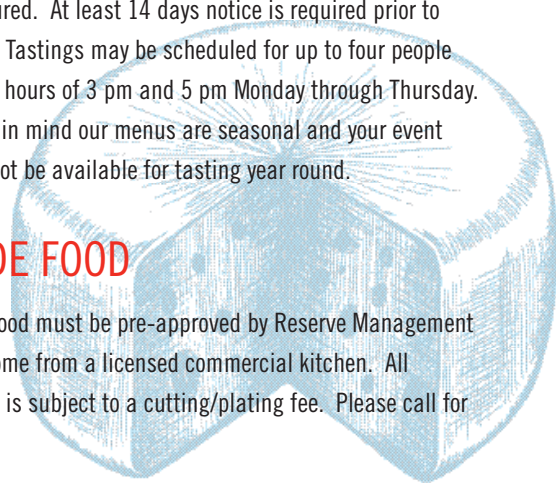 ured. At least 14 days notice is required prior to
Tastings may be scheduled for up to four people
hours of 3 pm and 5 pm Monday through Thursday.
in mind our menus are seasonal and your event
ot be available for tasting year round.
DE FOOD
ood must be pre-approved by Reserve Management
ome from a licensed commercial kitchen. All
is subject to a cutting/plating fee. Please call for